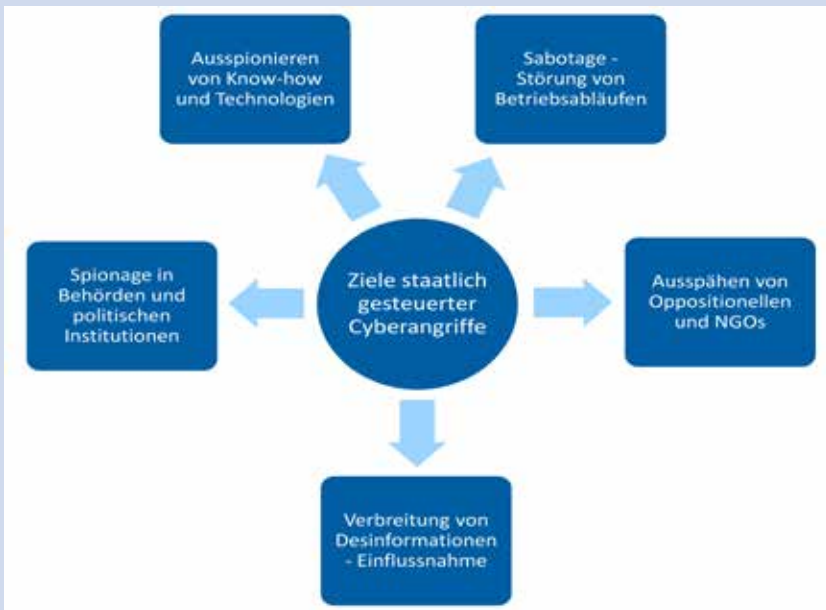 Ausspionieren
von Know-how
und Technologien
Sabotage -
Störung von
Betriebsabläufen
Spionage in
Behörden und
politischen
Institutionen
Ziele staatlich
gesteuerter
Cyberangriffe
Ausspähen von
Oppositionellen
und NGOs
Verbreitung von
Desinformationen
- Einflussnahme